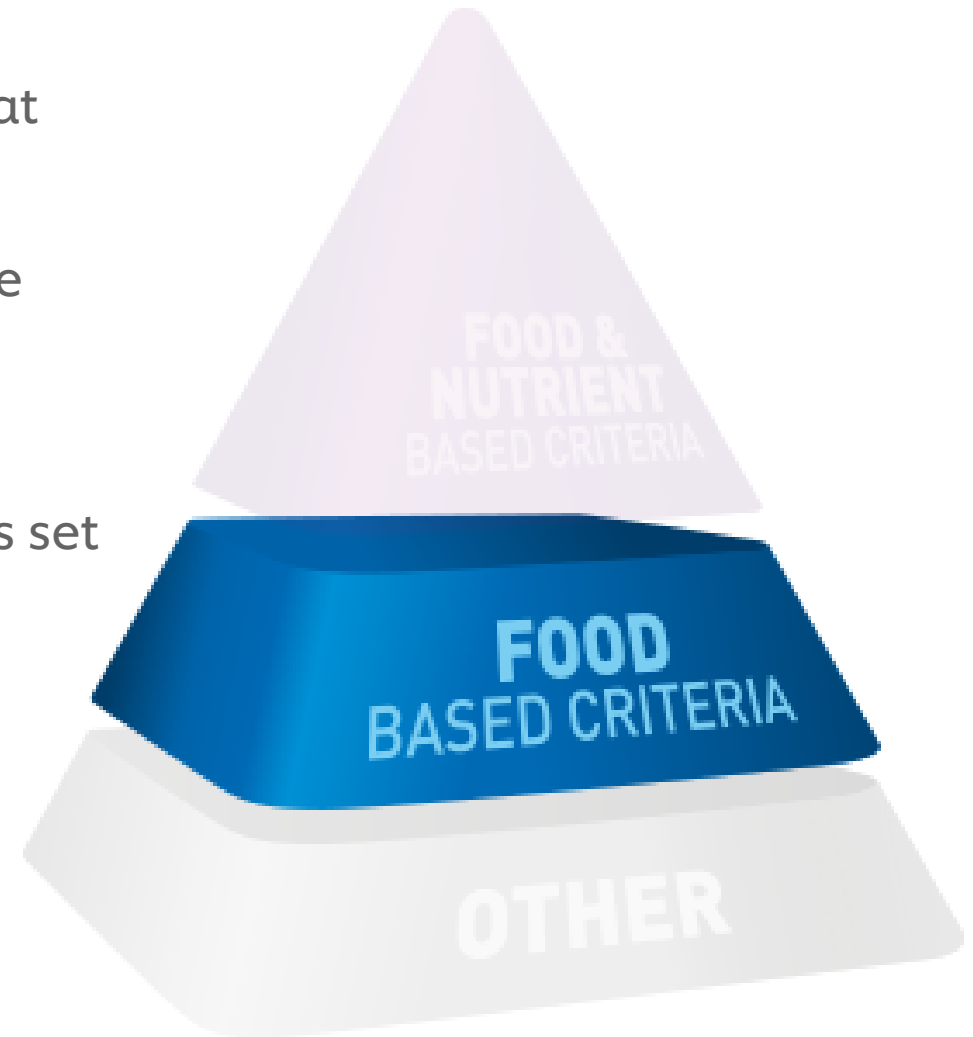 at
e
s set
FOOD &
NUTRIENT
BASED CRITERIA
FOOD
BASED CRITERIA
OTHER